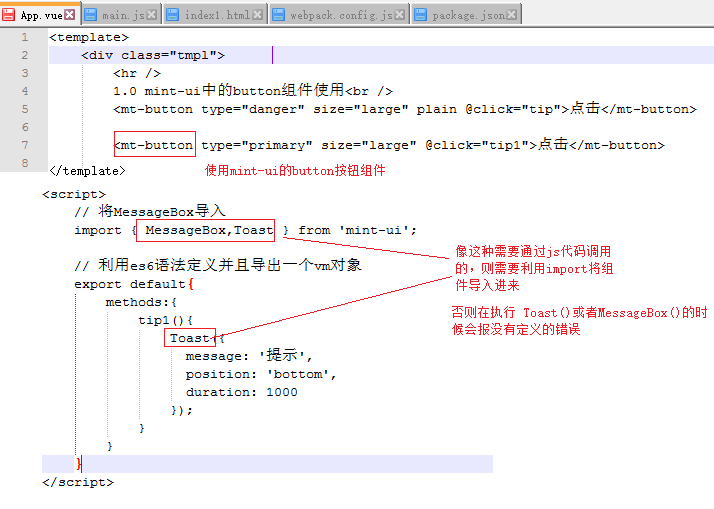 App.vue main.js index1.html webpack.config.js package.json
1 <template>
2 <div class="tmpl">
3 <hr />
4 1.0 mint-ui中的button组件使用<br />
5 <mt-button type="danger" size="large" plain @click="tip">点击</mt-button>
6
7 <mt-button type="primary" size="large" @click="tip1">点击</mt-button>
8
</template>
使用mint-ui的button按钮组件
<script>
// 将MessageBox导入
import { MessageBox,Toast } from 'mint-ui';
像这种需要通过js代码调用
的，则需要利用import将组
件导入进来
否则在执行 Toast()或者MessageBox()的时
候会报没有定义的错误
// 利用es6语法定义并且导出一个vm对象
export default{
methods:{
tip1(){
Toast({
message: '提示',
position: 'bottom',
duration: 1000
});
}
}
}
</script>